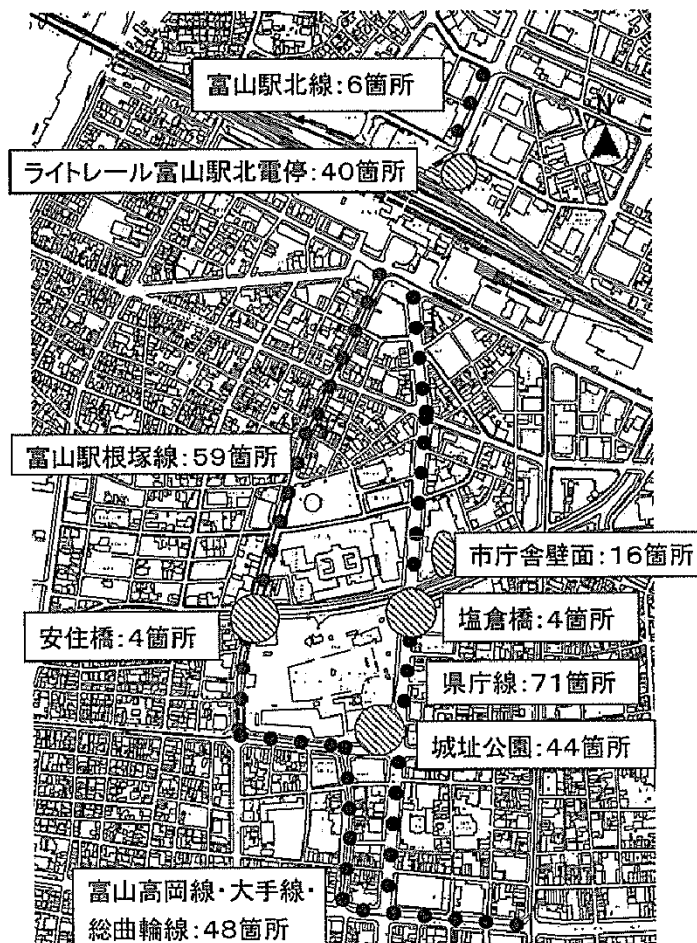 富山駅北線:6箇所
N
ライトレール富山駅北電停:40箇所
富山駅根塚線:59箇所
市庁舎壁面:16箇所
安住橋:4箇所
塩倉橋:4箇所
県庁線:71箇所
城址公園:44箇所
富山高岡線・大手線・
総曲輪線:48箇所